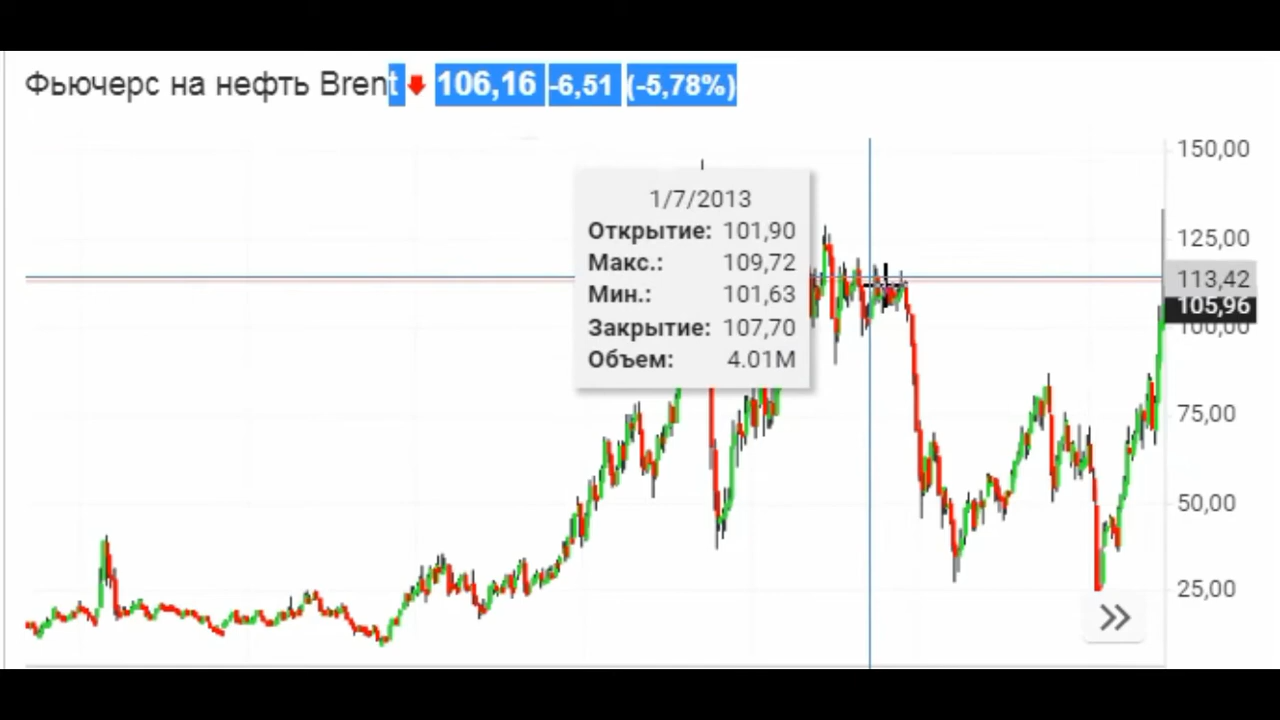 Фьючерс на нефть Brent 106,16 -6,51 (-5,78%)
1/7/2013
Открытие: 101,90
Макс.: 109,72
Мин.: 101,63
Закрытие: 107,70
Объем: 4.01M
150,00
125,00
113,42
105,96
100,00
75,00
50,00
25,00